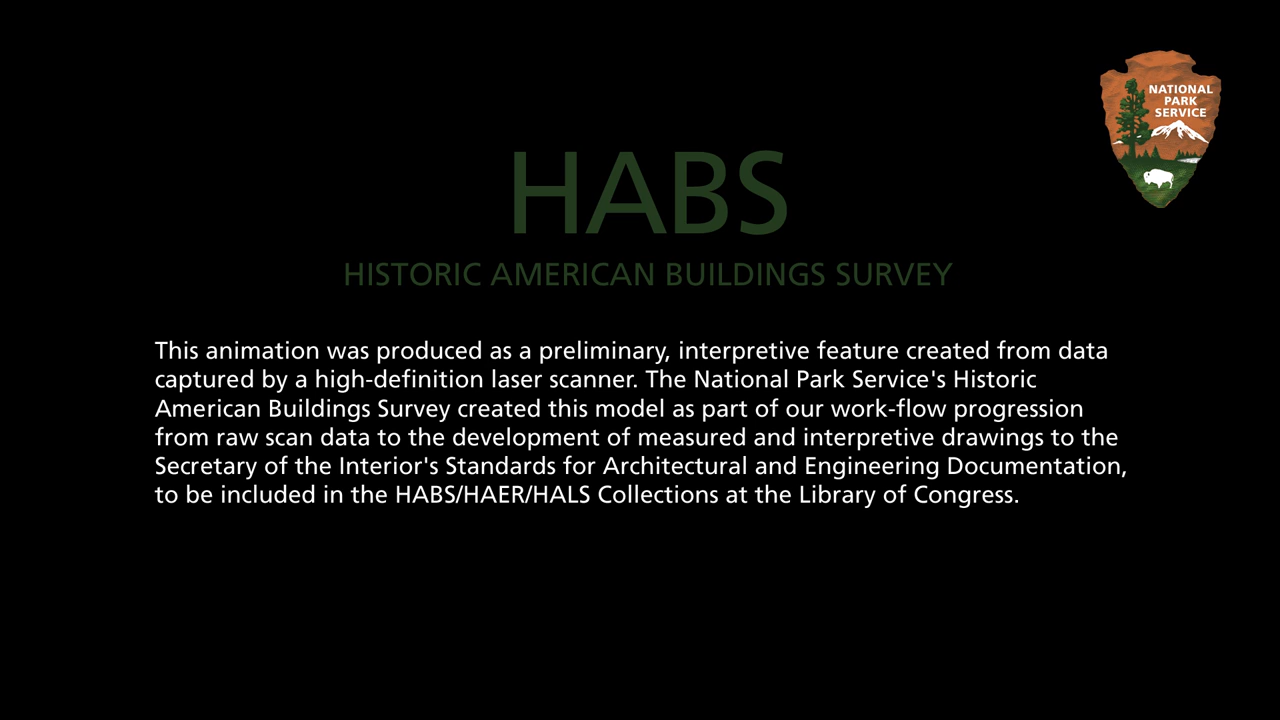 NATIONAL
PARK
SERVICE
HABS
HISTORIC AMERICAN BUILDINGS SURVEY
This animation was produced as a preliminary, interpretive feature created from data
captured by a high-definition laser scanner. The National Park Service's Historic
American Buildings Survey created this model as part of our work-flow progression
from raw scan data to the development of measured and interpretive drawings to the
Secretary of the Interior's Standards for Architectural and Engineering Documentation,
to be included in the HABS/HAER/HALS Collections at the Library of Congress.